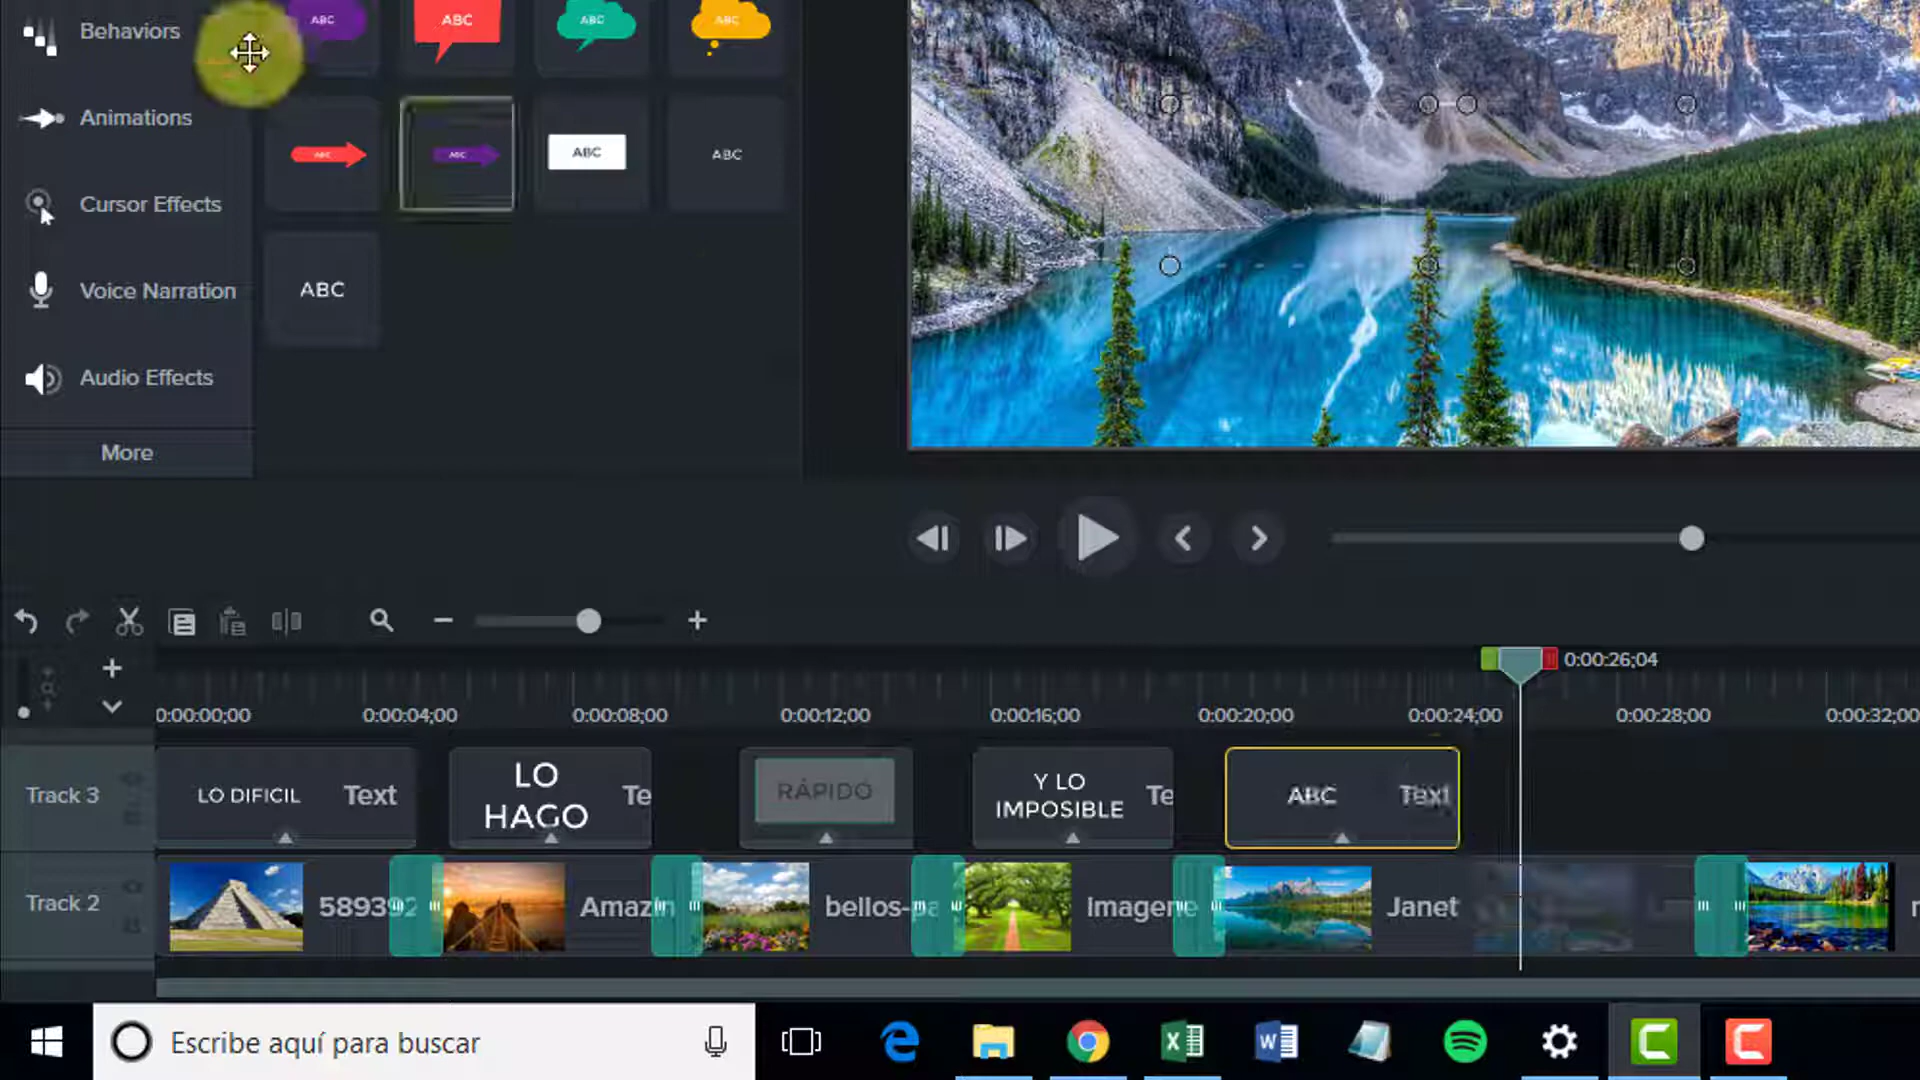 Behaviors
ABC
ABC
ABC
ABC
Animations
ABC
ABC
ABC
ABC
Cursor Effects
Voice Narration
ABC
Audio Effects
More
0:00:26;04
0:00:00;00
0:00:04;00
0:00:08;00
0:00:12;00
0:00:16;00
0:00:20;00
0:00:24;00
0:00:28;00
0:00:32;00
Track 3
LO DIFICIL
Text
LO
HAGO
Te
RÁPIDO
Y LO
IMPOSIBLE
Te
ABC
Text
Track 2
589392
Amazn
bellos-pa
Imagene
Janet
Escribe aquí para buscar